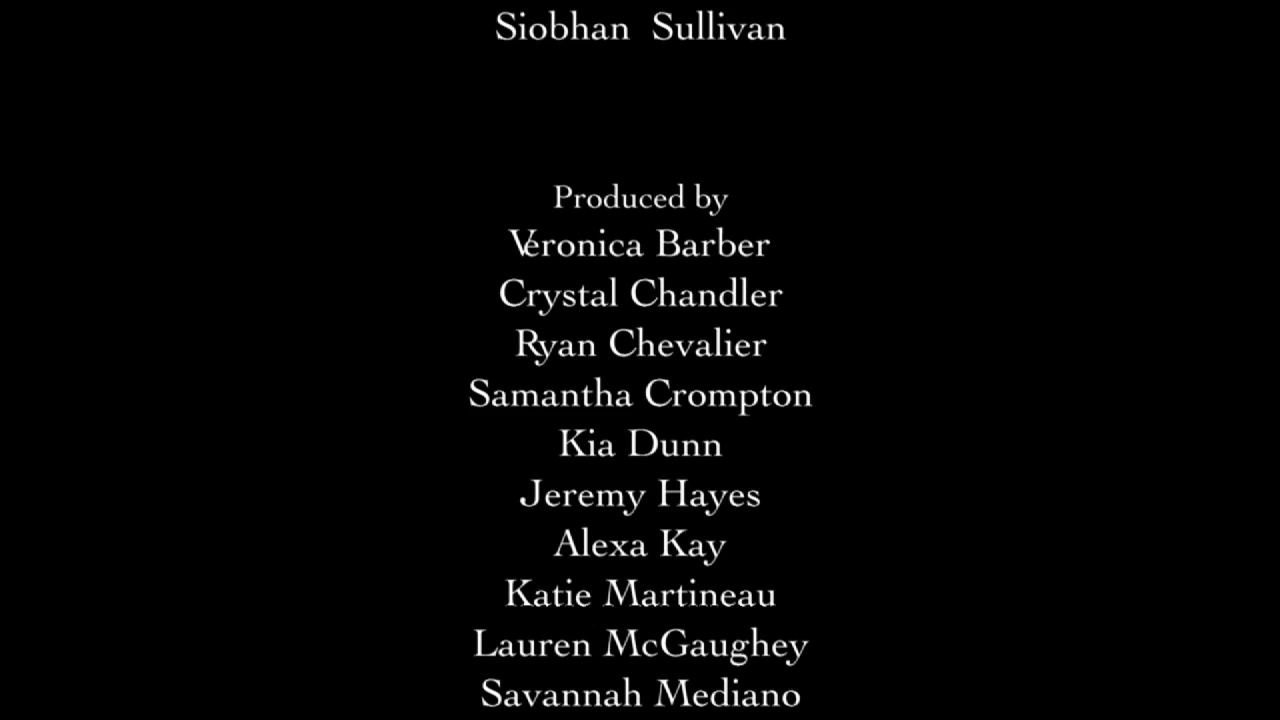 Siobhan Sullivan
Produced by
Veronica Barber
Crystal Chandler
Ryan Chevalier
Samantha Crompton
Kia Dunn
Jeremy Hayes
Alexa Kay
Katie Martineau
Lauren McGaughey
Savannah Mediano